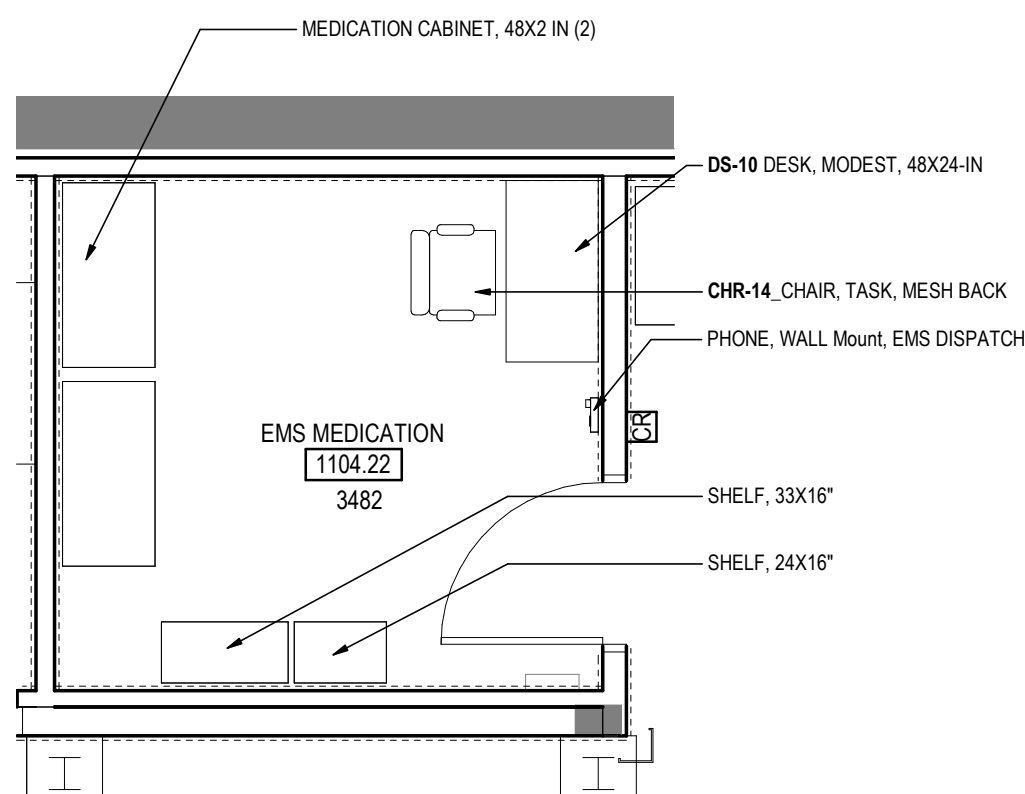 MEDICATION CABINET, 48X2 IN (2)
DS-10 DESK, MODEST, 48X24-IN
CHR-14_CHAIR, TASK, MESH BACK
PHONE, WALL Mount, EMS DISPATCH
CR
EMS MEDICATION
1104.22
3482
SHELF, 33X16"
SHELF, 24X16"